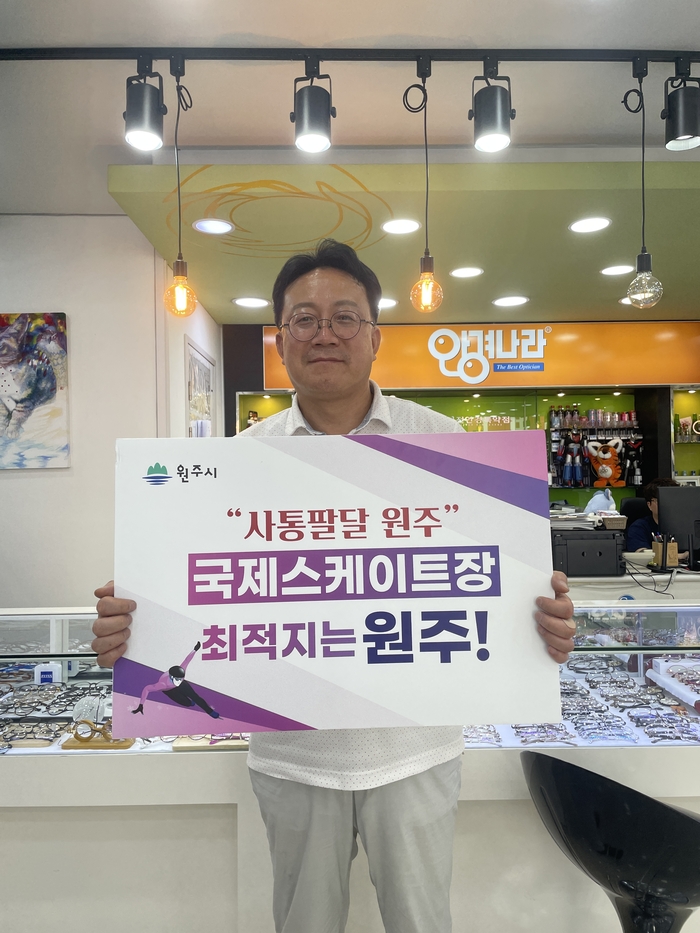 안경나라
The Best Optician
원주시
“사통팔달 원주”
국제스케이트장
최적지는 원주!